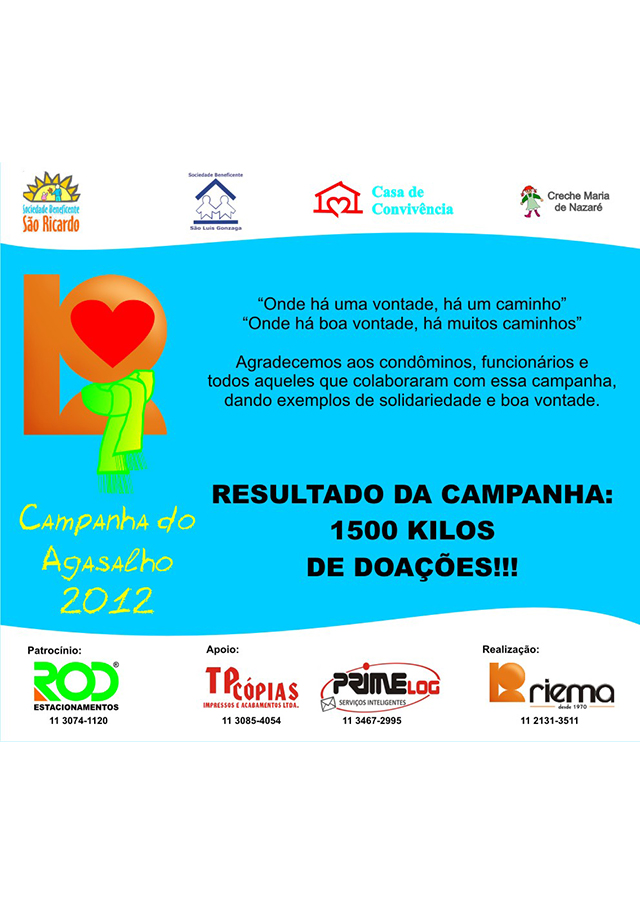 Sociedade Beneficente
São Ricardo
Sociedade Beneficente
São Luis Gonzaga
Casa de
Convivência
Creche Maria
de Nazaré
“Onde há uma vontade, há um caminho”
“Onde há boa vontade, há muitos caminhos”
Agradecemos aos condôminos, funcionários e
todos aqueles que colaboraram com essa campanha,
dando exemplos de solidariedade e boa vontade.
Campanha do
Agasalho
2012
RESULTADO DA CAMPANHA:
1500 KILOS
DE DOAÇÕES!!!
Patrocínio:
ROD®
ESTACIONAMENTOS
11 3074-1120
Apoio:
TPCÓPIAS
IMPRESSOS E ACABAMENTOS LTDA.
11 3085-4054
PRIMELOG
SERVIÇOS INTELIGENTES
11 3467-2995
Realização:
riema
desde 1970
11 2131-3511